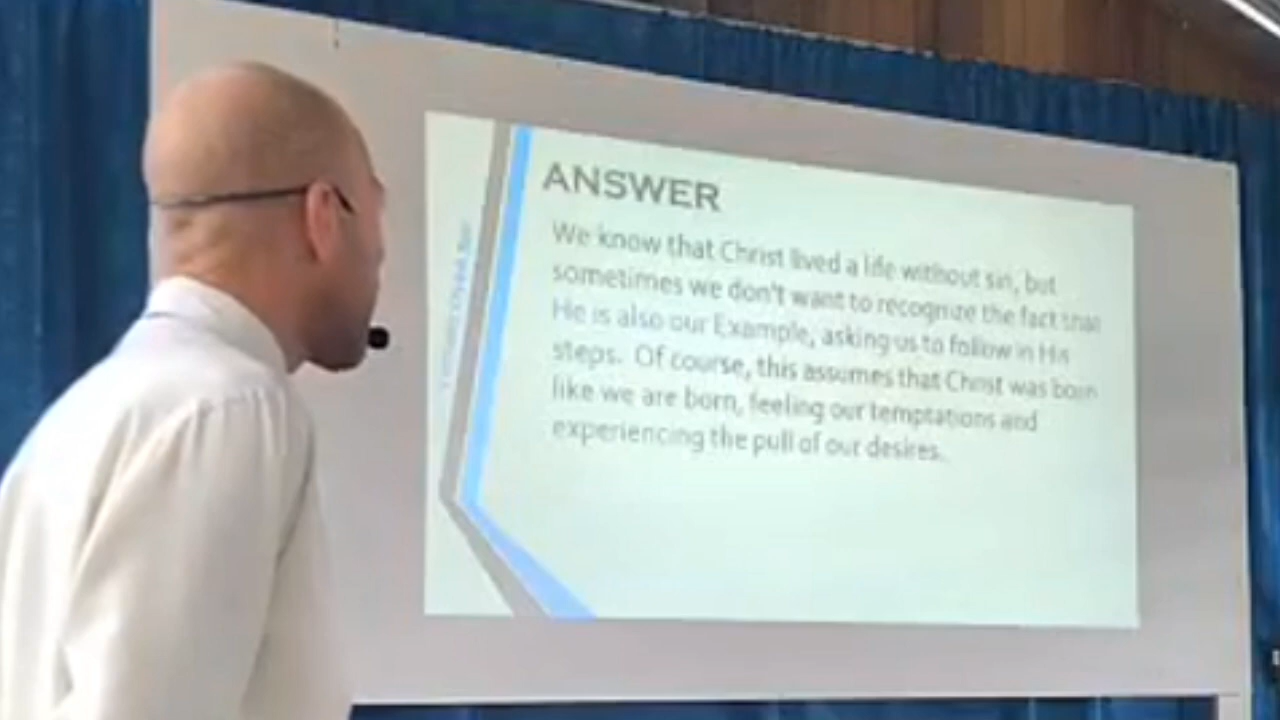 ANSWER
We know that Christ lived a life without sin, but
sometimes we don't want to recognize the fact that
He is also our Example, asking us to follow in His
steps. Of course, this assumes that Christ was born
like we are born, feeling our temptations and
experiencing the pull of our desires.